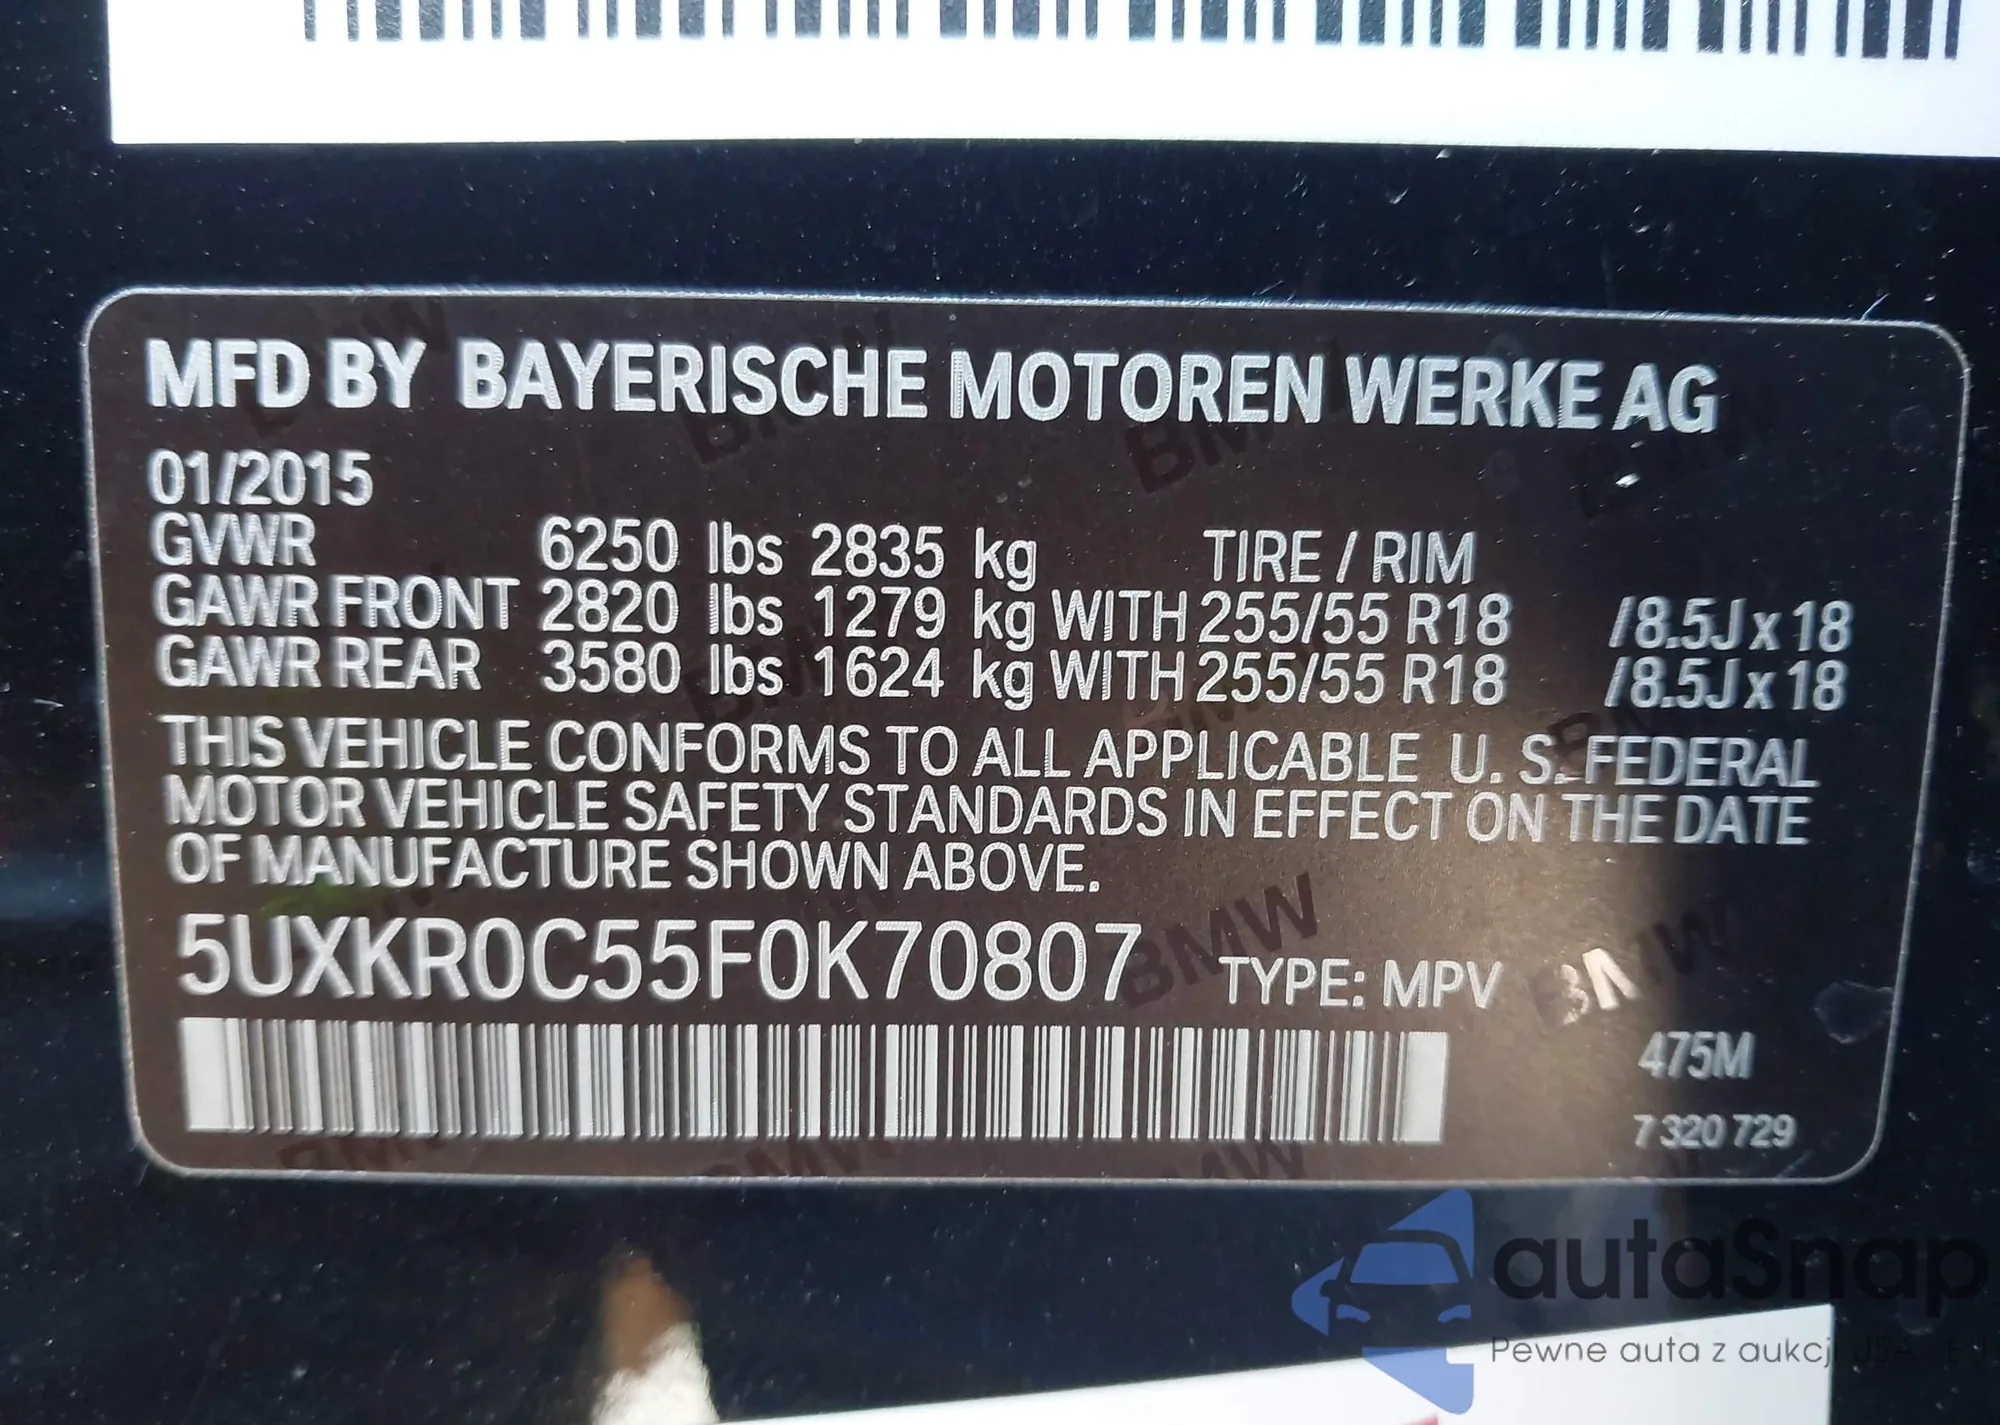 MFD BY BAYERISCHE MOTOREN WERKE AG
01/2015
GVWR 6250 lbs 2835 kg TIRE / RIM
GAWR FRONT 2820 lbs 1279 kg WITH 255/55 R18 /8.5J x 18
GAWR REAR 3580 lbs 1624 kg WITH 255/55 R18 /8.5J x 18
THIS VEHICLE CONFORMS TO ALL APPLICABLE U. S. FEDERAL
MOTOR VEHICLE SAFETY STANDARDS IN EFFECT ON THE DATE
OF MANUFACTURE SHOWN ABOVE.
5UXKR0C55F0K70807 TYPE: MPV
475M
7 320 729
autaSnap
Pewne auta z aukcji USA